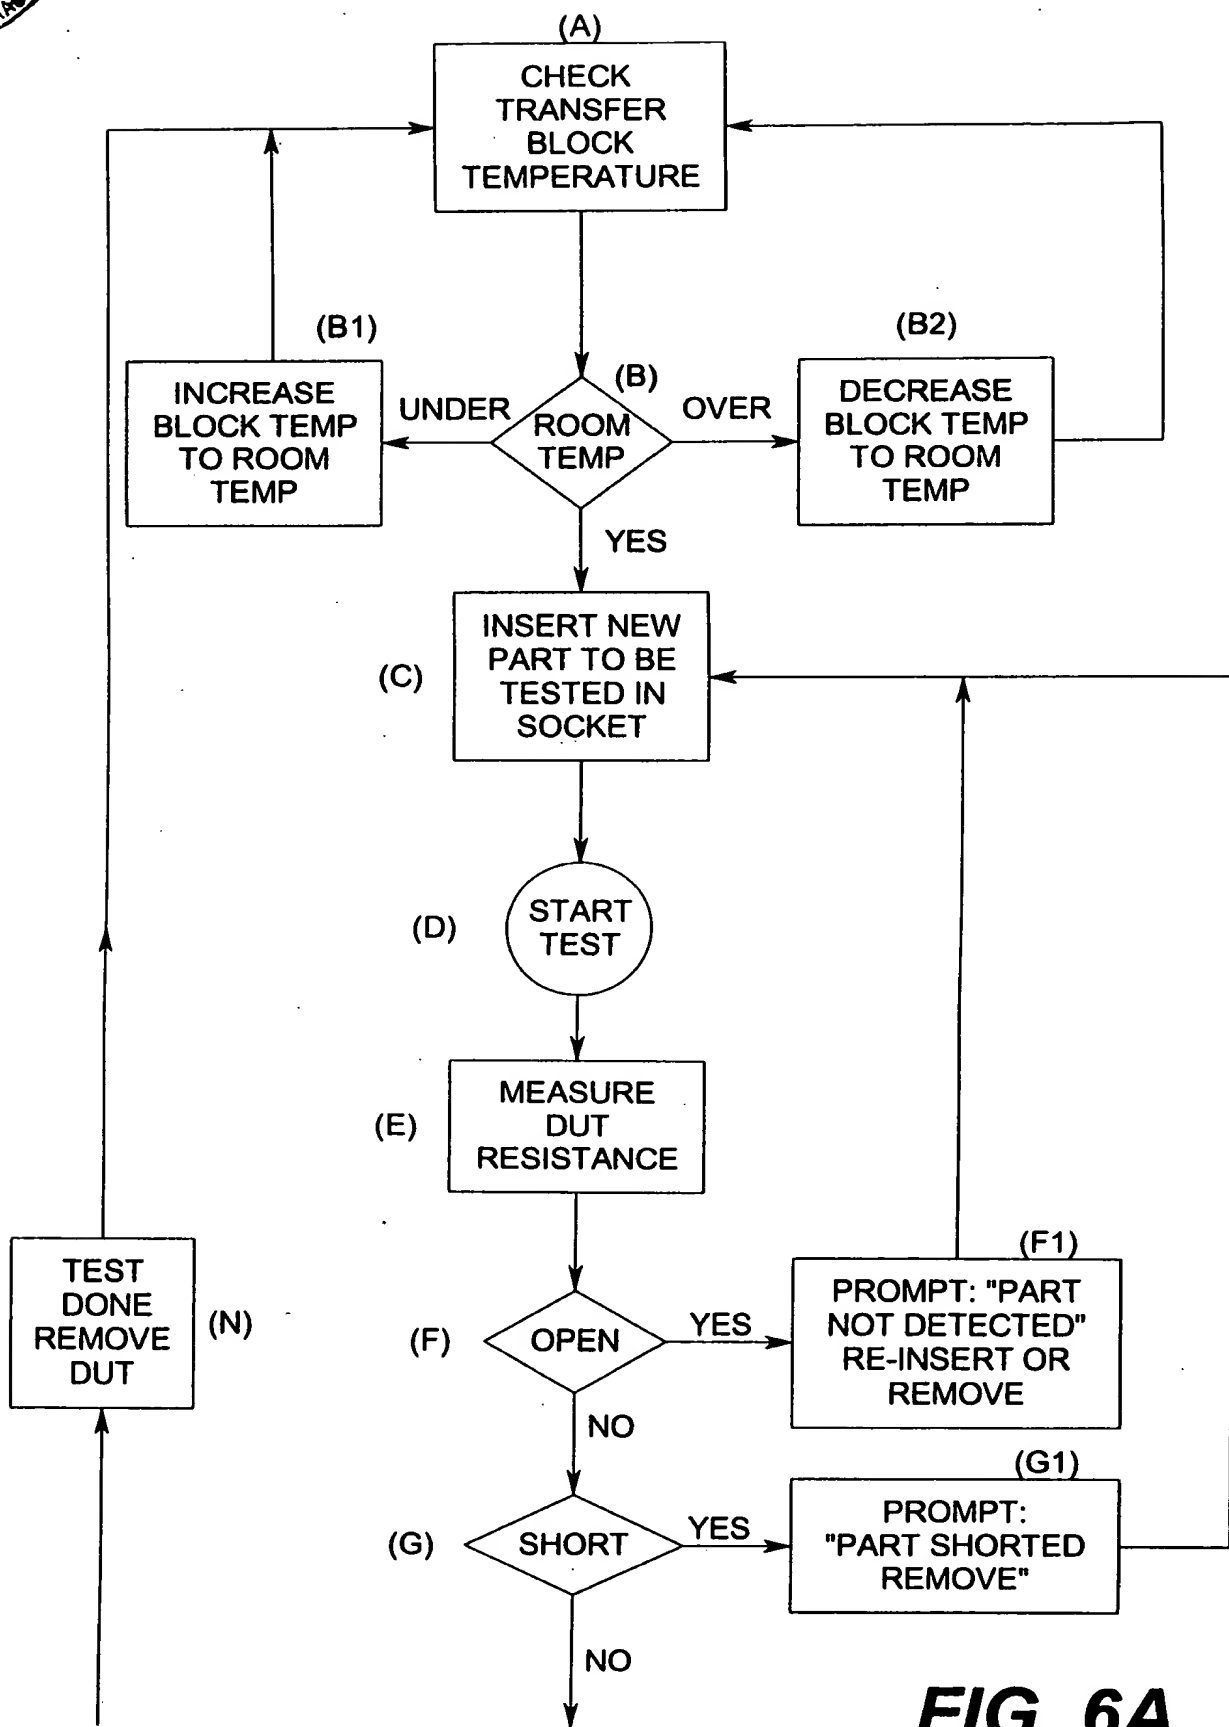 (A)
CHECK
TRANSFER
BLOCK
TEMPERATURE
(B1)
(B2)
INCREASE
BLOCK TEMP
TO ROOM
TEMP
UNDER
(B)
ROOM
TEMP
OVER
DECREASE
BLOCK TEMP
TO ROOM
TEMP
YES
(C)
INSERT NEW
PART TO BE
TESTED IN
SOCKET
(D)
START
TEST
(E)
MEASURE
DUT
RESISTANCE
TEST
DONE
REMOVE
DUT
(N)
(F)
OPEN
YES
(F1)
PROMPT: "PART
NOT DETECTED"
RE-INSERT OR
REMOVE
NO
(G)
SHORT
YES
(G1)
PROMPT:
"PART SHORTED
REMOVE"
NO
FIG. 6A